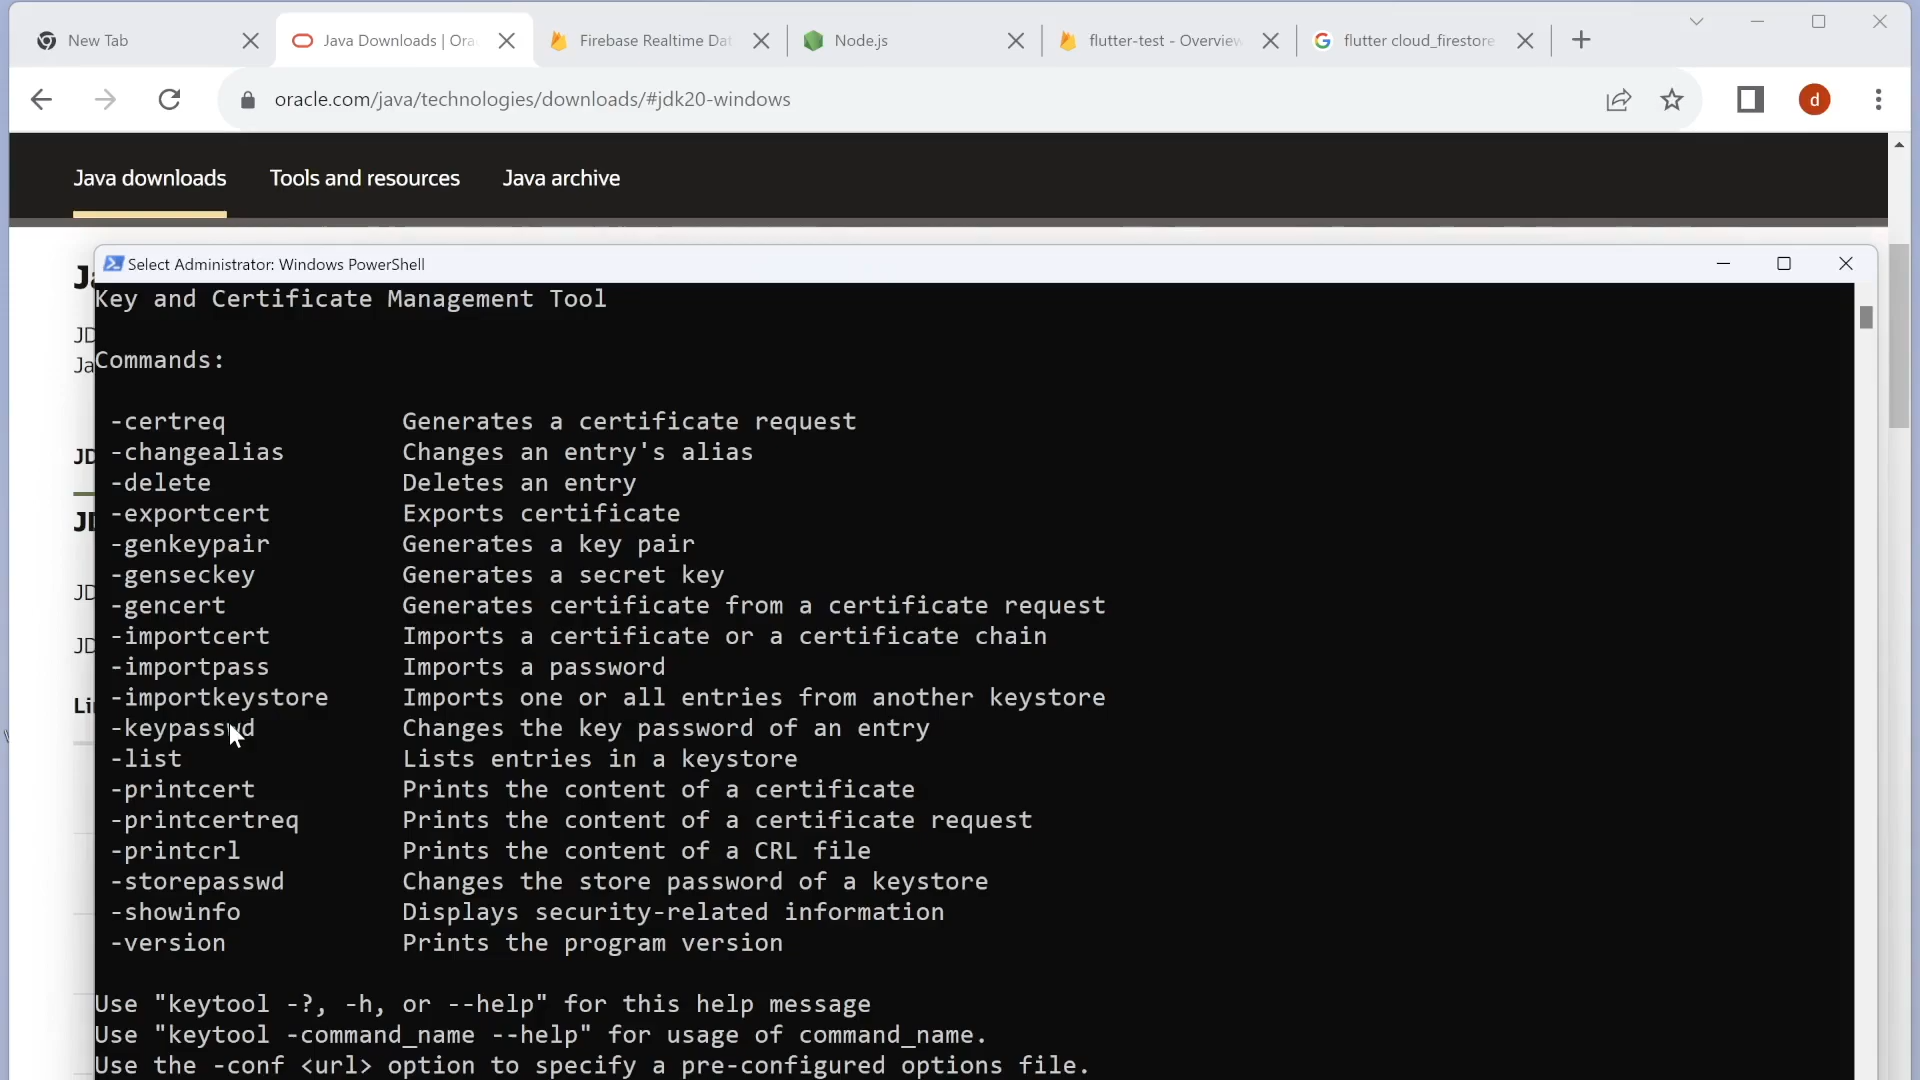 New Tab
Java Downloads | Ora
Firebase Realtime Dat
Node.js
flutter-test - Overview
flutter cloud_firestore
oracle.com/java/technologies/downloads/#jdk20-windows
d
Java downloads
Tools and resources
Java archive
Select Administrator: Windows PowerShell
Key and Certificate Management Tool
JD
Ja
Commands:
-certreq Generates a certificate request
-changealias Changes an entry's alias
-delete Deletes an entry
-exportcert Exports certificate
-genkeypair Generates a key pair
-genseckey Generates a secret key
-gencert Generates certificate from a certificate request
-importcert Imports a certificate or a certificate chain
-importpass Imports a password
-importkeystore Imports one or all entries from another keystore
-keypasswd Changes the key password of an entry
-list Lists entries in a keystore
-printcert Prints the content of a certificate
-printcertreq Prints the content of a certificate request
-printcrl Prints the content of a CRL file
-storepasswd Changes the store password of a keystore
-showinfo Displays security-related information
-version Prints the program version
Use "keytool -?, -h, or --help" for this help message
Use "keytool -command_name --help" for usage of command_name.
Use the -conf <url> option to specify a pre-configured options file.